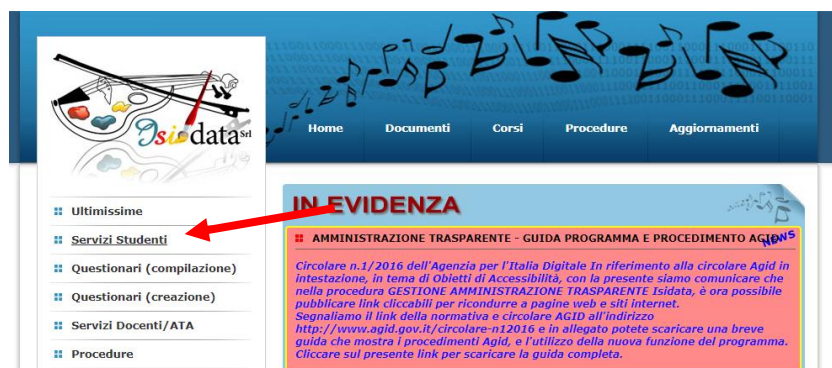 Isidata Srl
Home Documenti Corsi Procedure Aggiornamenti
Ultimissime
Servizi Studenti
Questionari (compilazione)
Questionari (creazione)
Servizi Docenti/ATA
Procedure
IN EVIDENZA
NEWS
AMMINISTRAZIONE TRASPARENTE - GUIDA PROGRAMMA E PROCEDIMENTO AGID
Circolare n.1/2016 dell'Agenzia per l'Italia Digitale In riferimento alla circolare Agid in
intestazione, in tema di Obietti di Accessibilità, con la presente siamo comunicare che
nella procedura GESTIONE AMMINISTRAZIONE TRASPARENTE Isidata, è ora possibile
pubblicare link cliccabili per ricondurre a pagine web e siti internet.
Segnaliamo il link della normativa e circolare AGID all'indirizzo
http://www.agid.gov.it/circolare-n12016 e in allegato potete scaricare una breve
guida che mostra i procedimenti Agid, e l'utilizzo della nuova funzione del programma.
Cliccare sul presente link per scaricare la guida completa.